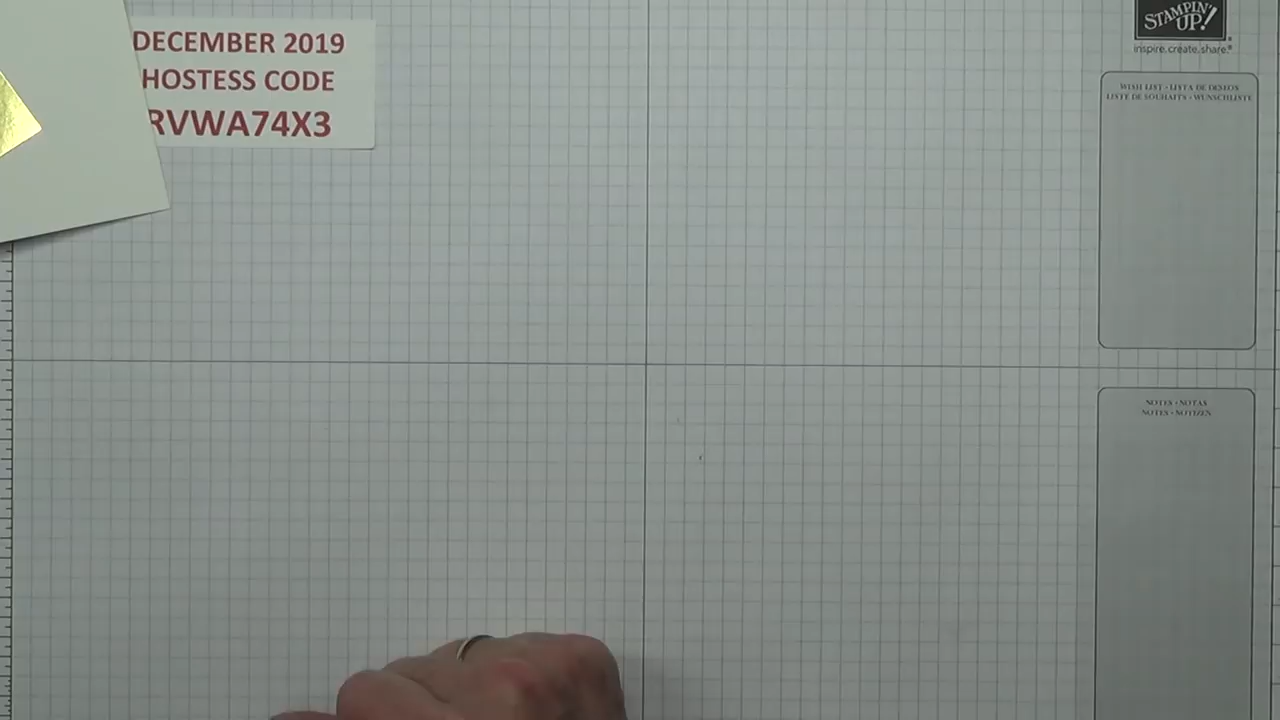 DECEMBER 2019
HOSTESS CODE
RVWA74X3
STAMPIN' UP!®
inspire.create.share.®
WISH LIST • LISTA DE DESEOS
LISTE DE SOUHAITS • WUNSCHLISTE
NOTES • NOTAS
NOTES • NOTIZEN